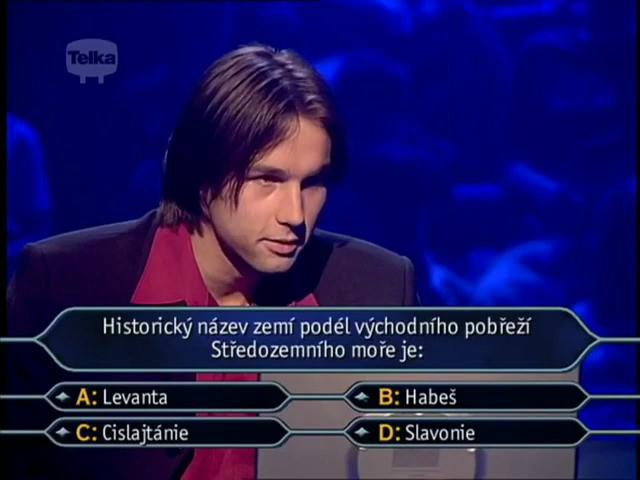 Telka
Historický název zemí podél východního pobřeží
Středozemního moře je:
A: Levanta
B: Habeš
C: Cislajtánie
D: Slavonie